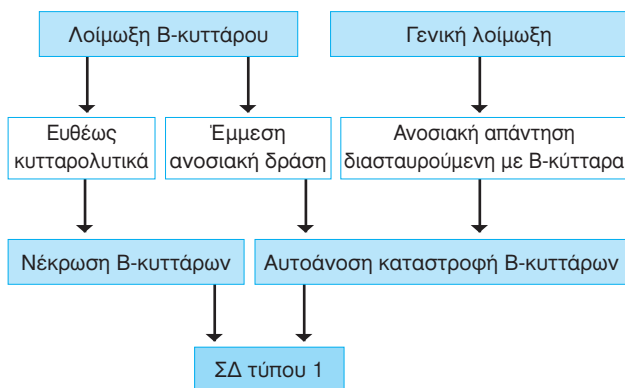 Λοίμωξη Β-κυττάρου
Γενική λοίμωξη
Ευθέως
κυτταρολυτικά
Έμμεση
ανοσιακή δράση
Ανοσιακή απάντηση
διασταυρούμενη με Β-κύτταρα
Νέκρωση Β-κυττάρων
Αυτοάνοση καταστροφή Β-κυττάρων
ΣΔ τύπου 1